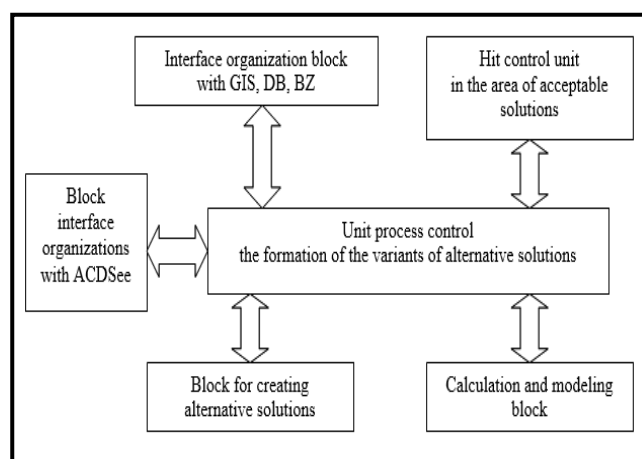 Interface organization block
with GIS, DB, BZ
Hit control unit
in the area of acceptable
solutions
Block
interface
organizations
with ACDSee
Unit process control
the formation of the variants of alternative solutions
Block for creating
alternative solutions
Calculation and modeling
block